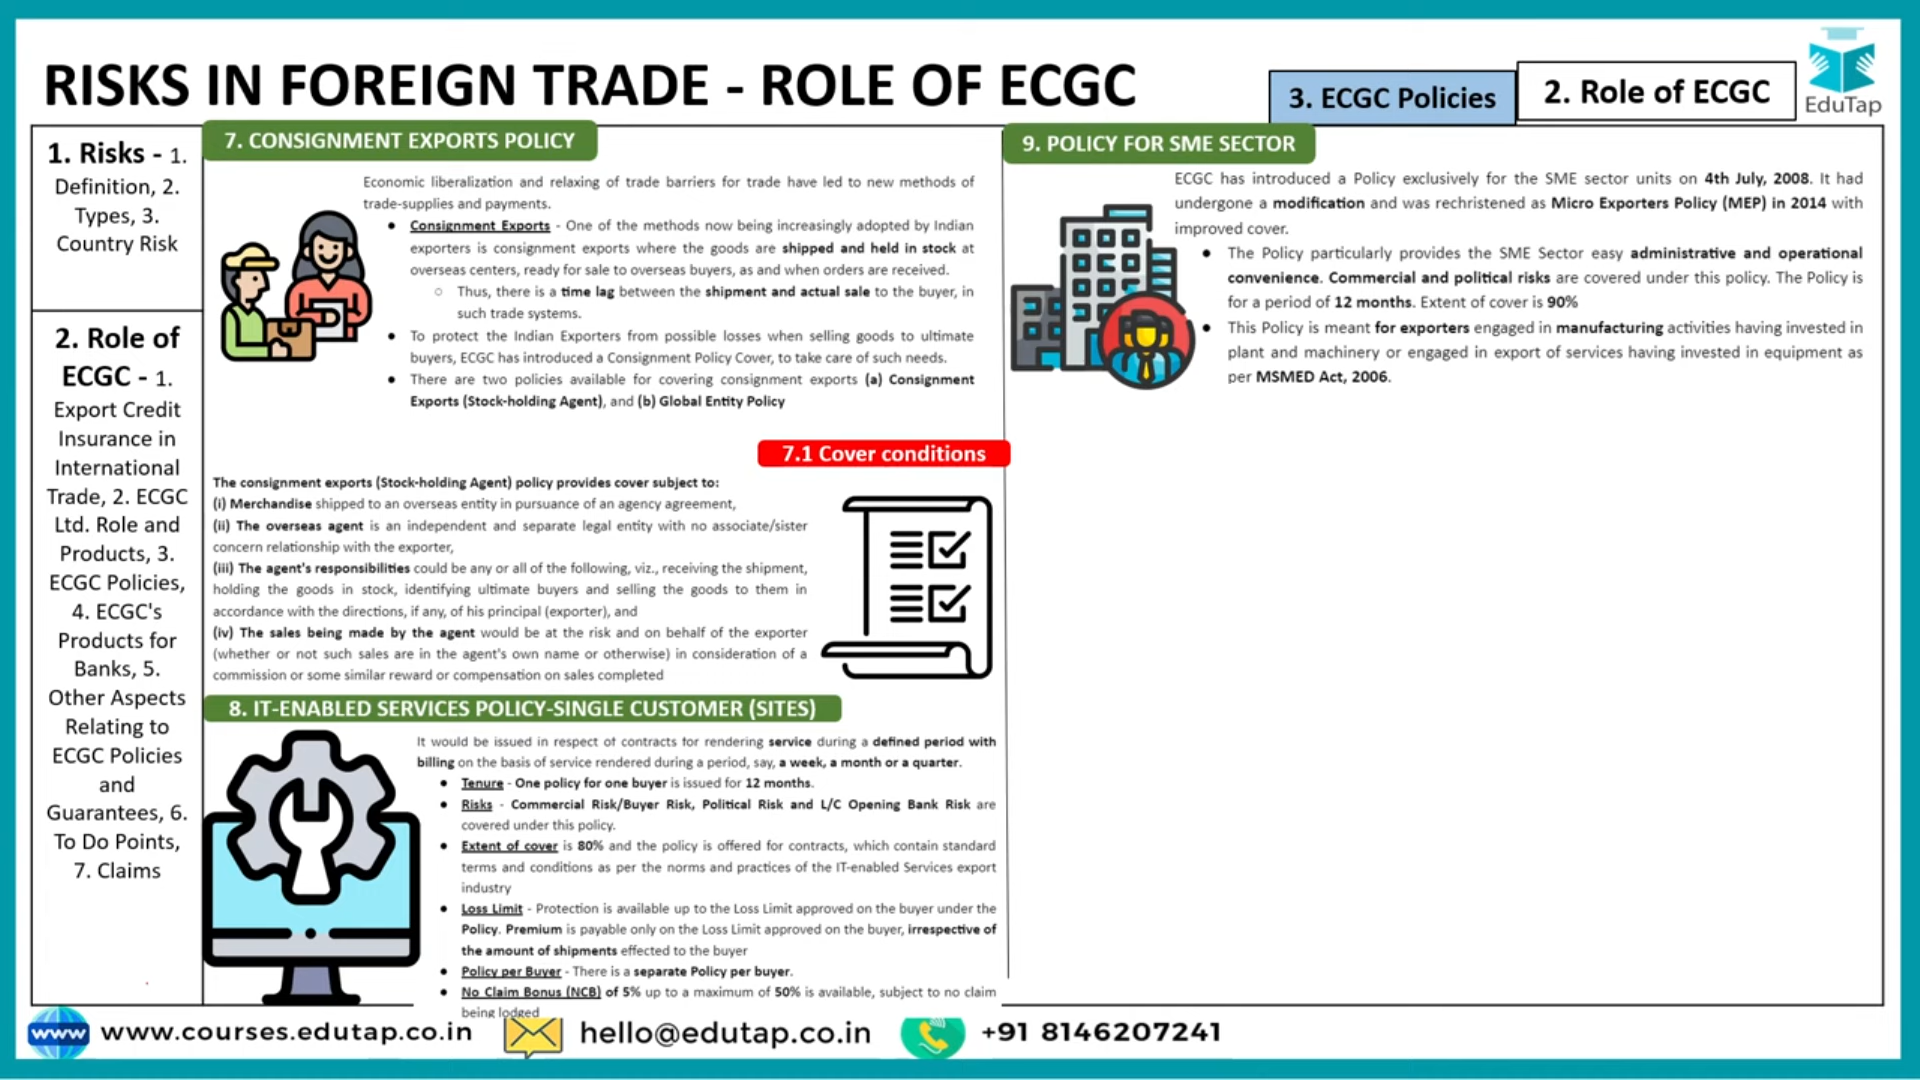 RISKS IN FOREIGN TRADE - ROLE OF ECGC
3. ECGC Policies
2. Role of ECGC
EduTap
1. Risks - 1.
Definition, 2.
Types, 3.
Country Risk
2. Role of
ECGC - 1.
Export Credit
Insurance in
International
Trade, 2. ECGC
Ltd. Role and
Products, 3.
ECGC Policies,
4. ECGC's
Products for
Banks, 5.
Other Aspects
Relating to
ECGC Policies
and
Guarantees, 6.
To Do Points,
7. Claims
7. CONSIGNMENT EXPORTS POLICY
Economic liberalization and relaxing of trade barriers for trade have led to new methods of
trade-supplies and payments.
● Consignment Exports - One of the methods now being increasingly adopted by Indian
exporters is consignment exports where the goods are shipped and held in stock at
overseas centers, ready for sale to overseas buyers, as and when orders are received.
○ Thus, there is a time lag between the shipment and actual sale to the buyer, in
such trade systems.
● To protect the Indian Exporters from possible losses when selling goods to ultimate
buyers, ECGC has introduced a Consignment Policy Cover, to take care of such needs.
● There are two policies available for covering consignment exports (a) Consignment
Exports (Stock-holding Agent), and (b) Global Entity Policy
7.1 Cover conditions
The consignment exports (Stock-holding Agent) policy provides cover subject to:
(i) Merchandise shipped to an overseas entity in pursuance of an agency agreement,
(ii) The overseas agent is an independent and separate legal entity with no associate/sister
concern relationship with the exporter,
(iii) The agent's responsibilities could be any or all of the following, viz., receiving the shipment,
holding the goods in stock, identifying ultimate buyers and selling the goods to them in
accordance with the directions, if any, of his principal (exporter), and
(iv) The sales being made by the agent would be at the risk and on behalf of the exporter
(whether or not such sales are in the agent's own name or otherwise) in consideration of a
commission or some similar reward or compensation on sales completed
8. IT-ENABLED SERVICES POLICY-SINGLE CUSTOMER (SITES)
It would be issued in respect of contracts for rendering service during a defined period with
billing on the basis of service rendered during a period, say, a week, a month or a quarter.
● Tenure - One policy for one buyer is issued for 12 months.
● Risks - Commercial Risk/Buyer Risk, Political Risk and L/C Opening Bank Risk are
covered under this policy.
● Extent of cover is 80% and the policy is offered for contracts, which contain standard
terms and conditions as per the norms and practices of the IT-enabled Services export
industry
● Loss Limit - Protection is available up to the Loss Limit approved on the buyer under the
Policy. Premium is payable only on the Loss Limit approved on the buyer, irrespective of
the amount of shipments effected to the buyer
● Policy per Buyer - There is a separate Policy per buyer.
● No Claim Bonus (NCB) of 5% up to a maximum of 50% is available, subject to no claim
being lodged
9. POLICY FOR SME SECTOR
ECGC has introduced a Policy exclusively for the SME sector units on 4th July, 2008. It had
undergone a modification and was rechristened as Micro Exporters Policy (MEP) in 2014 with
improved cover.
● The Policy particularly provides the SME Sector easy administrative and operational
convenience. Commercial and political risks are covered under this policy. The Policy is
for a period of 12 months. Extent of cover is 90%
● This Policy is meant for exporters engaged in manufacturing activities having invested in
plant and machinery or engaged in export of services having invested in equipment as
per MSMED Act, 2006.
www www.courses.edutap.co.in
hello@edutap.co.in
+91 8146207241